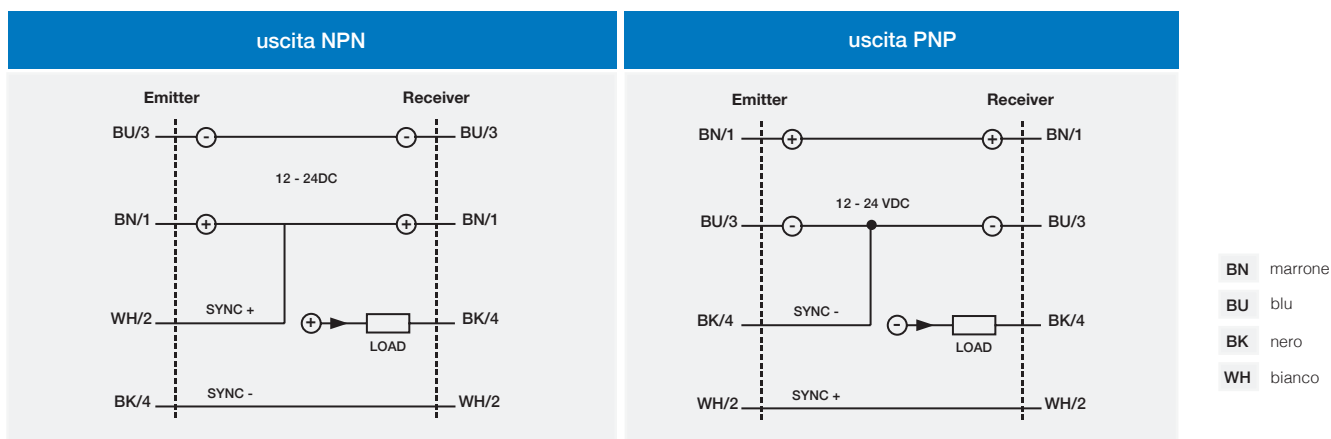 uscita NPN
Emitter Receiver
BU/3 - - BU/3
12 - 24DC
BN/1 + + BN/1
WH/2 SYNC + + LOAD BK/4
BK/4 SYNC - WH/2
uscita PNP
Emitter Receiver
BN/1 + + BN/1
12 - 24 VDC
BU/3 - - BU/3
BK/4 SYNC - - LOAD BK/4
WH/2 SYNC + WH/2
BN marrone
BU blu
BK nero
WH bianco